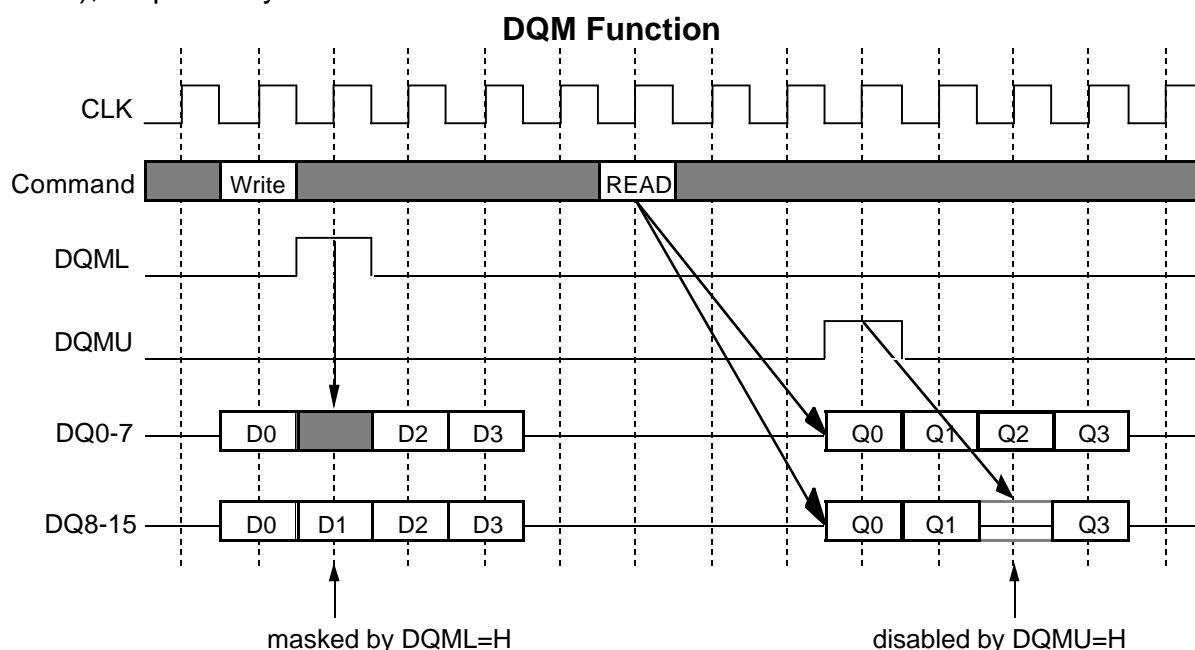 DQM Function
CLK
Command Write READ
DQML
DQMU
DQ0-7 D0 D2 D3 Q0 Q1 Q2 Q3
DQ8-15 D0 D1 D2 D3 Q0 Q1 Q3
masked by DQML=H disabled by DQMU=H